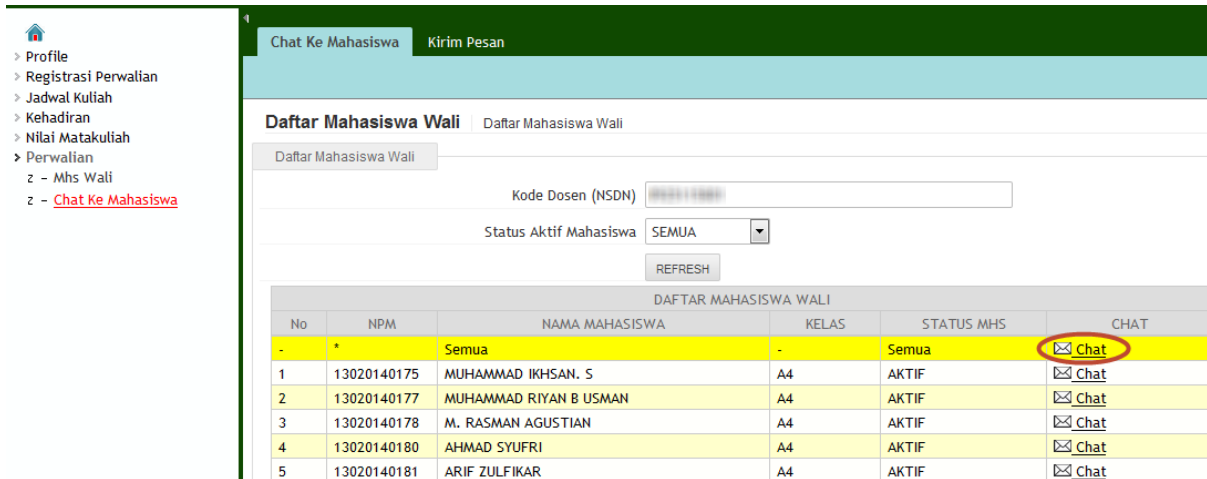 > Profile
> Registrasi Perwalian
> Jadwal Kuliah
> Kehadiran
> Nilai Matakuliah
> Perwalian
z - Mhs Wali
z - Chat Ke Mahasiswa
Chat Ke Mahasiswa Kirim Pesan
Daftar Mahasiswa Wali Daftar Mahasiswa Wali
Daftar Mahasiswa Wali
Kode Dosen (NSDN)
Status Aktif Mahasiswa SEMUA
REFRESH
DAFTAR MAHASISWA WALI
No NPM NAMA MAHASISWA KELAS STATUS MHS CHAT
- * Semua - Semua Chat
1 13020140175 MUHAMMAD IKHSAN. S A4 AKTIF Chat
2 13020140177 MUHAMMAD RIYAN B USMAN A4 AKTIF Chat
3 13020140178 M. RASMAN AGUSTIAN A4 AKTIF Chat
4 13020140180 AHMAD SYUFRI A4 AKTIF Chat
5 13020140181 ARIF ZULFIKAR A4 AKTIF Chat